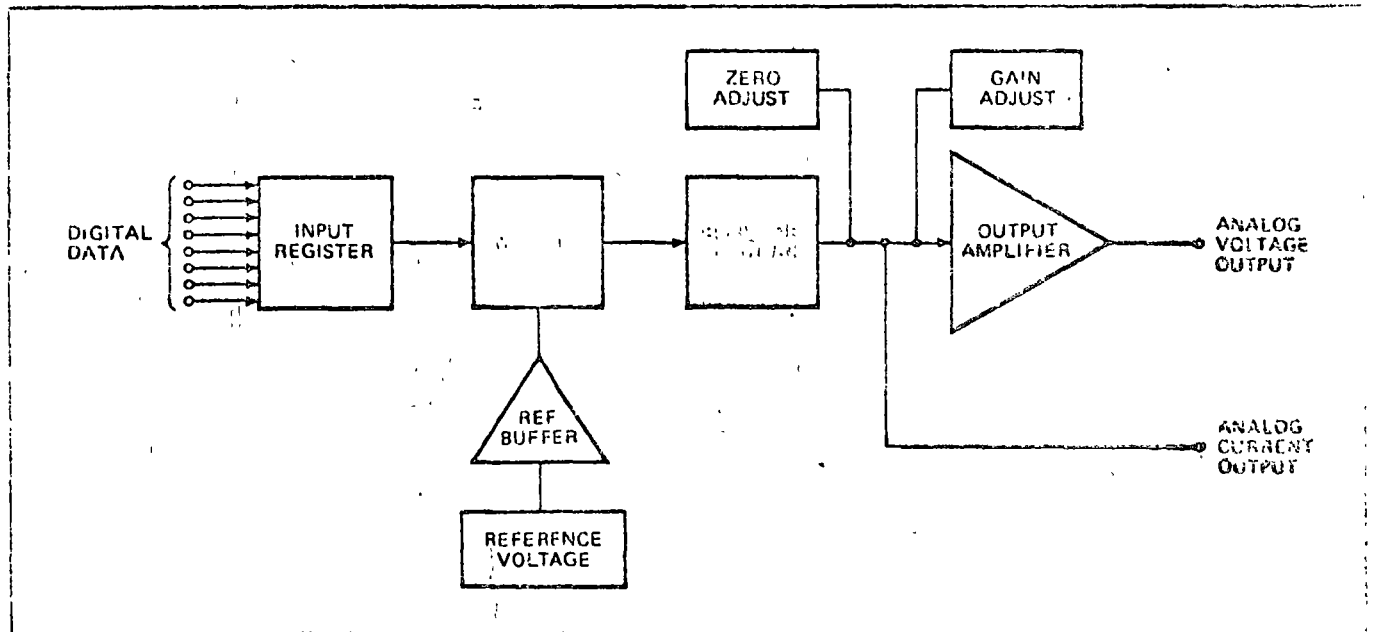 ZERO
ADJUST
GAIN
ADJUST
DIGITAL
DATA
INPUT
REGISTER
OUTPUT
AMPLIFIER
ANALOG
VOLTAGE
OUTPUT
REF
BUFFER
ANALOG
CURRENT
OUTPUT
REFERENCE
VOLTAGE